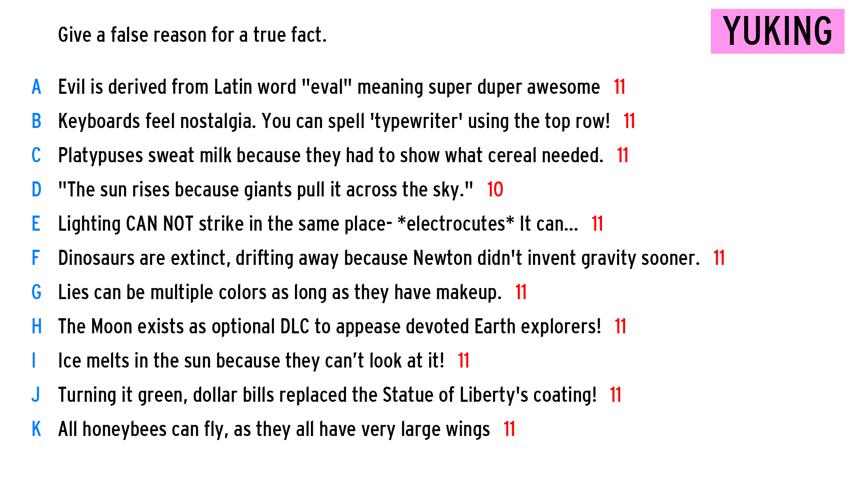 Give a false reason for a true fact.
YUKING
A Evil is derived from Latin word "eval" meaning super duper awesome 11
B Keyboards feel nostalgia. You can spell 'typewriter' using the top row! 11
C Platypuses sweat milk because they had to show what cereal needed. 11
D "The sun rises because giants pull it across the sky." 10
E Lighting CAN NOT strike in the same place- *electrocutes* It can... 11
F Dinosaurs are extinct, drifting away because Newton didn't invent gravity sooner. 11
G Lies can be multiple colors as long as they have makeup. 11
H The Moon exists as optional DLC to appease devoted Earth explorers! 11
I Ice melts in the sun because they can’t look at it! 11
J Turning it green, dollar bills replaced the Statue of Liberty's coating! 11
K All honeybees can fly, as they all have very large wings 11